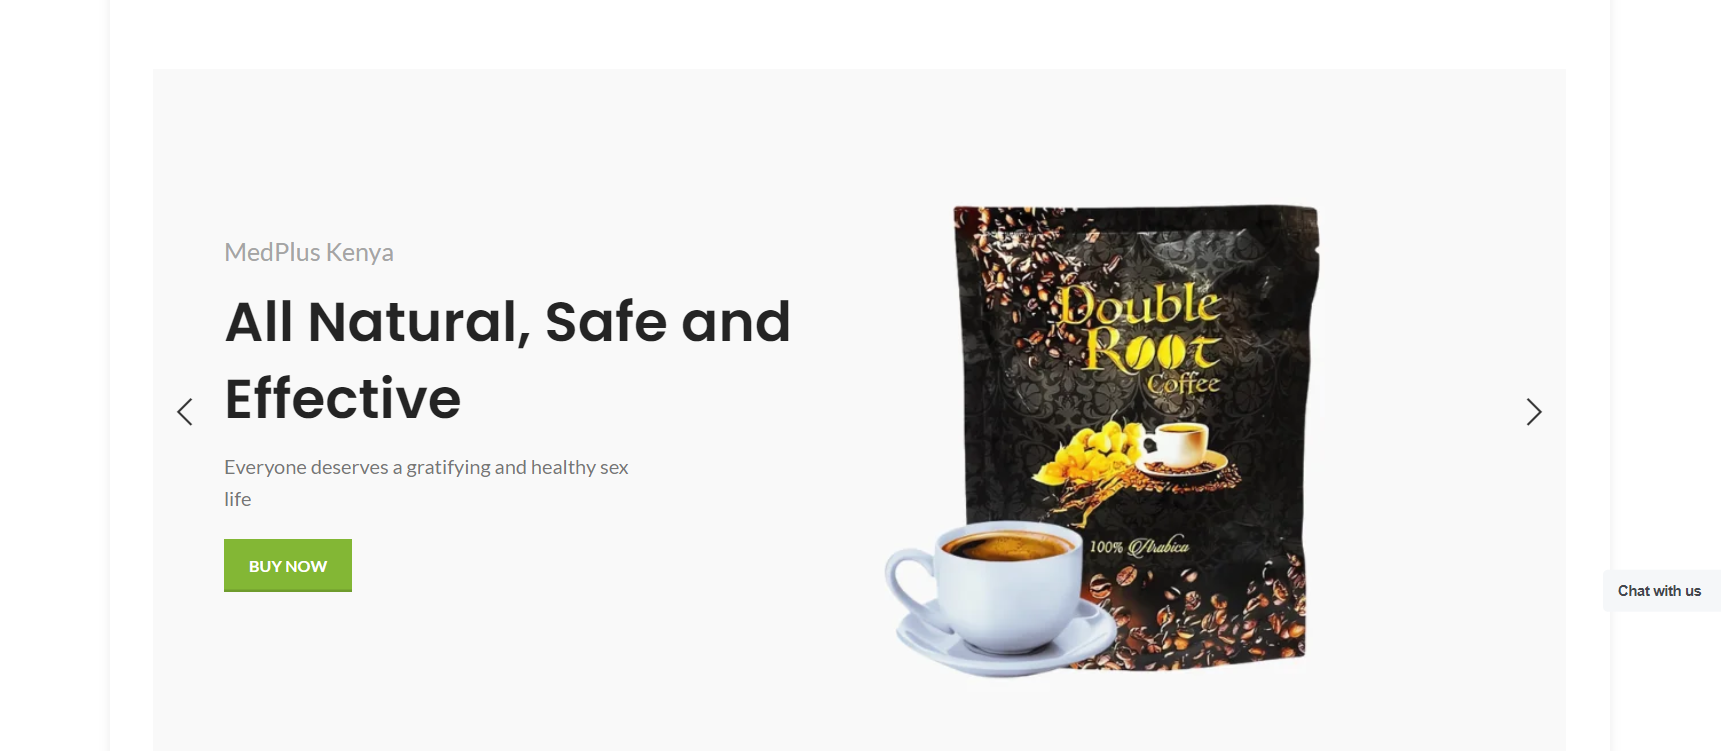 MedPlus Kenya
All Natural, Safe and
Effective
Everyone deserves a gratifying and healthy sex
life
BUY NOW
Double
Root
Coffee
100% Arabica
Chat with us